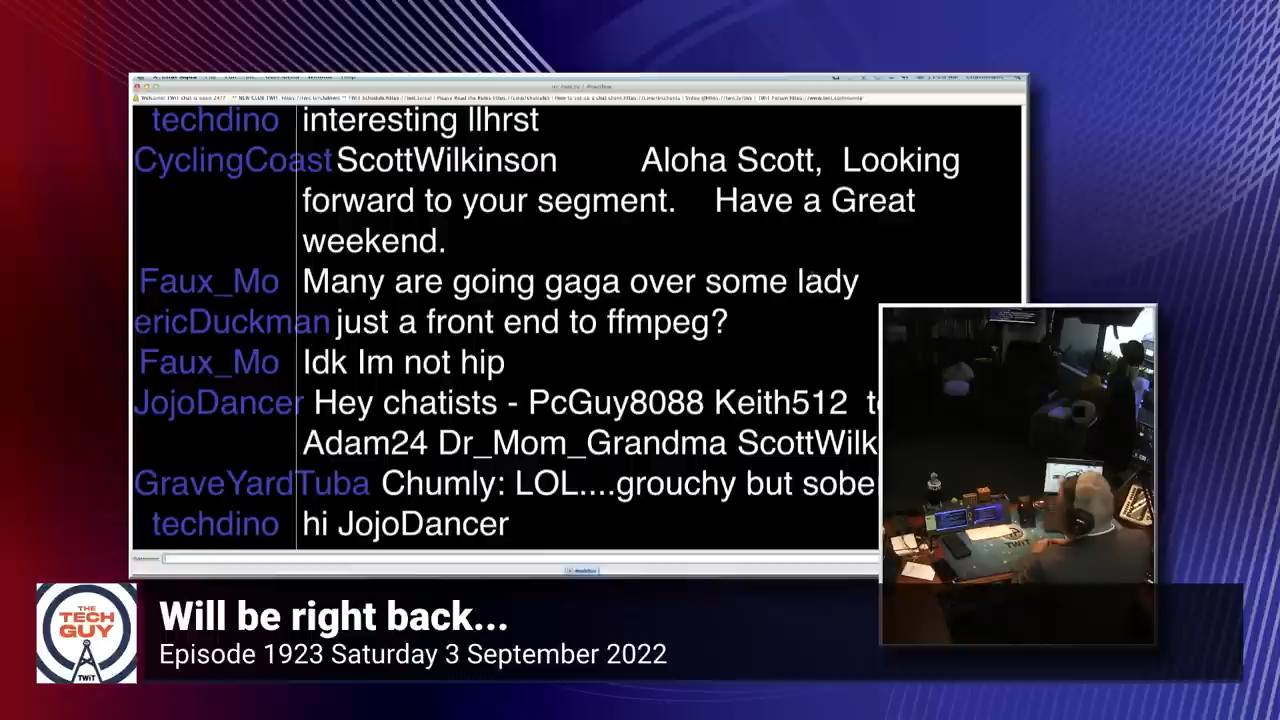 techdino interesting llhrst
CyclingCoast ScottWilkinson Aloha Scott, Looking
forward to your segment. Have a Great
weekend.
Faux_Mo Many are going gaga over some lady
ericDuckman just a front end to ffmpeg?
Faux_Mo Idk Im not hip
JojoDancer Hey chatists - PcGuy8088 Keith512
Adam24 Dr_Mom_Grandma ScottWilk
GraveYardTuba Chumly: LOL....grouchy but sobe
techdino hi JojoDancer
TWiT
THE
TECH
GUY
TWiT
Will be right back...
Episode 1923 Saturday 3 September 2022